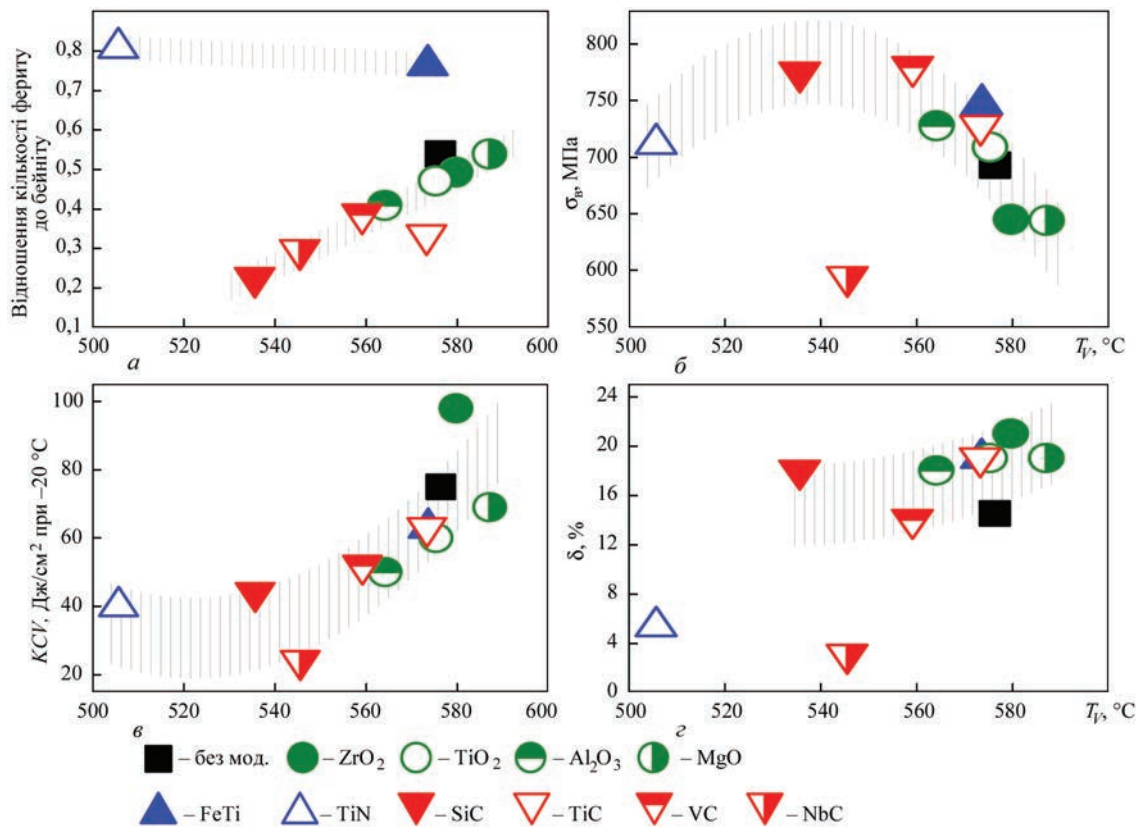 Відношення кількості фериту
до бейніту
0,8
0,7
0,6
0,5
0,4
0,3
0,2
0,1
500 520 540 560 580 600
а
σв, МПа
800
750
700
650
600
550
500 520 540 560 580 TV, °C
б
KCV, Дж/см² при –20 °C
100
80
60
40
20
500 520 540 560 580 600
в
δ, %
24
20
16
12
8
4
0
500 520 540 560 580 TV, °C
г
– без мод. – ZrO₂ – TiO₂ – Al₂O₃ – MgO
– FeTi – TiN – SiC – TiC – VC – NbC